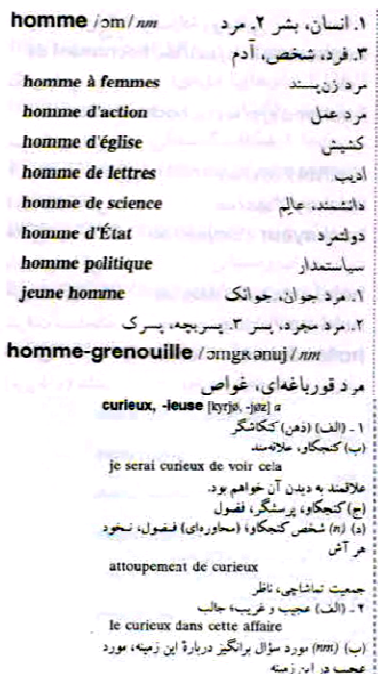 homme /ɔm/ nm ۱. انسان، بشر ۲. مرد
۳. فرد، شخص، آدم
homme à femmes مرد زن‌پسند
homme d'action مرد عمل
homme d'église کشیش
homme de lettres ادیب
homme de science دانشمند، عالِم
homme d'État دولتمرد
homme politique سیاستمدار
jeune homme ۱. مرد جوان، جوانک
۲. مرد مجرد، پسر ۳. پسربچه، پسرک
homme-grenouille /ɔmgʀənuj/ nm
مرد قورباغه‌ای، غواص
curieux, -ieuse [kyrjø, -jøz] a
۱ - (الف) (ذهن) کنکاشگر
(ب) کنجکاو، علاقه‌مند
je serai curieux de voir cela
علاقمند به دیدن آن خواهم بود.
(ج) کنجکاو، پرسشگر، فضول
(د) (n) شخص کنجکاو، (محاوره‌ای) فضول، نخود
هر آش
attoupement de curieux
جمعیت تماشاچی، ناظر
۲ - (الف) عجیب و غریب، جالب
le curieux dans cette affaire
(ب) (nm) مورد سؤال برانگیز دربارهٔ این زمینه، مورد
عجیب در این زمینه